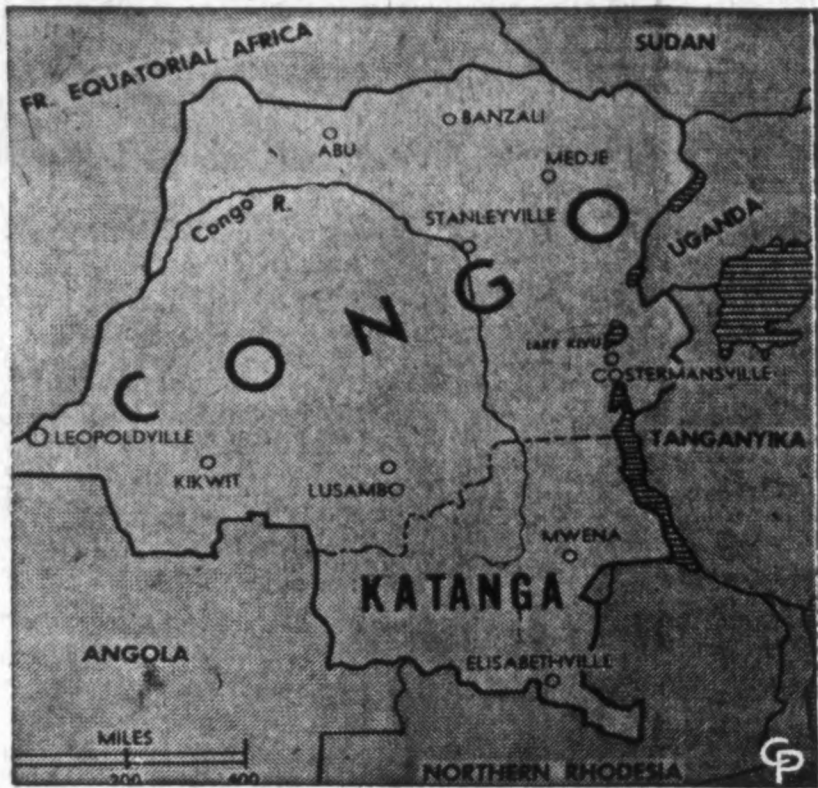 SUDAN
FR. EQUATORIAL AFRICA
BANZALI
ABU
MEDJE
Congo R.
STANLEYVILLE
UGANDA
CONGO
LAKE KIVU
COSTERMANSVILLE
LEOPOLDVILLE
TANGANYIKA
KIKWIT
LUSAMBO
MWENA
KATANGA
ANGOLA
ELISABETHVILLE
MILES
200 400
NORTHERN RHODESIA
CP